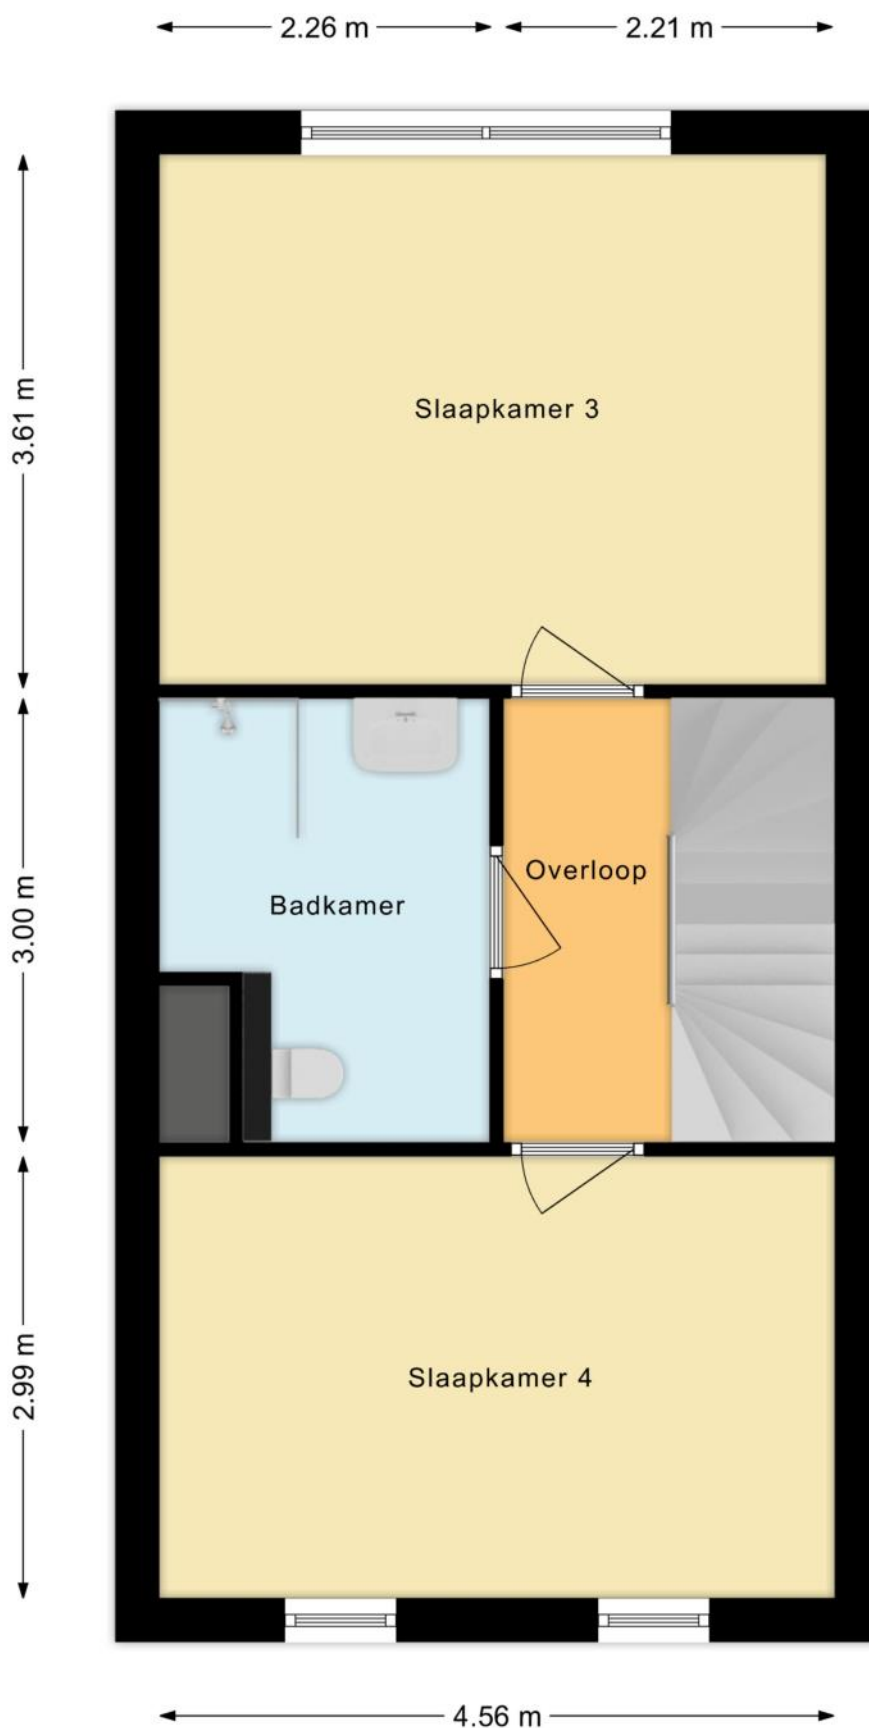 2.26 m
2.21 m
3.61 m
Slaapkamer 3
3.00 m
Overloop
Badkamer
2.99 m
Slaapkamer 4
4.56 m